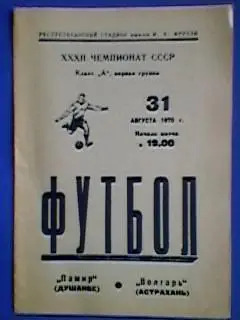 РЕСПУБЛИКАНСКИЙ СТАДИОН имени М. В. ФРУНЗЕ
XXXII ЧЕМПИОНАТ СССР
Класс „А", первая группа
31
АВГУСТА 1970 г.
Начало матча
в 19.00
ФУТБОЛ
„Памир"
(ДУШАНБЕ)
„Волгарь"
(АСТРАХАНЬ)